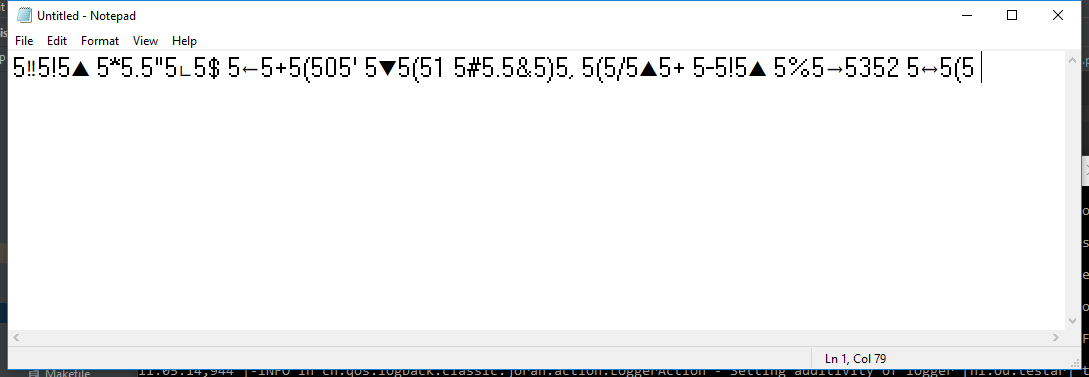 Untitled - Notepad
File Edit Format View Help
5‼5!5▲ 5*5.5"5∟5$ 5←5+5(505' 5▼5(51 5#5.5&5)5, 5(5/5▲5+ 5-5!5▲ 5%5→5352 5↔5(5
Ln 1, Col 79
Makefile
11:05:14,944 |-INFO in ch.qos.logback.classic.joran.action.LoggerAction - Setting additivity of logger [nl.ou.testar] t